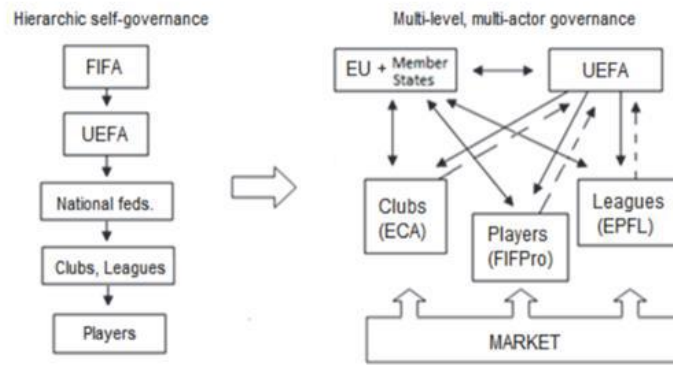 Hierarchic self-governance
FIFA
UEFA
National feds.
Clubs, Leagues
Players
Multi-level, multi-actor governance
EU + Member
States
UEFA
Clubs
(ECA)
Players
(FIFPro)
Leagues
(EPFL)
MARKET